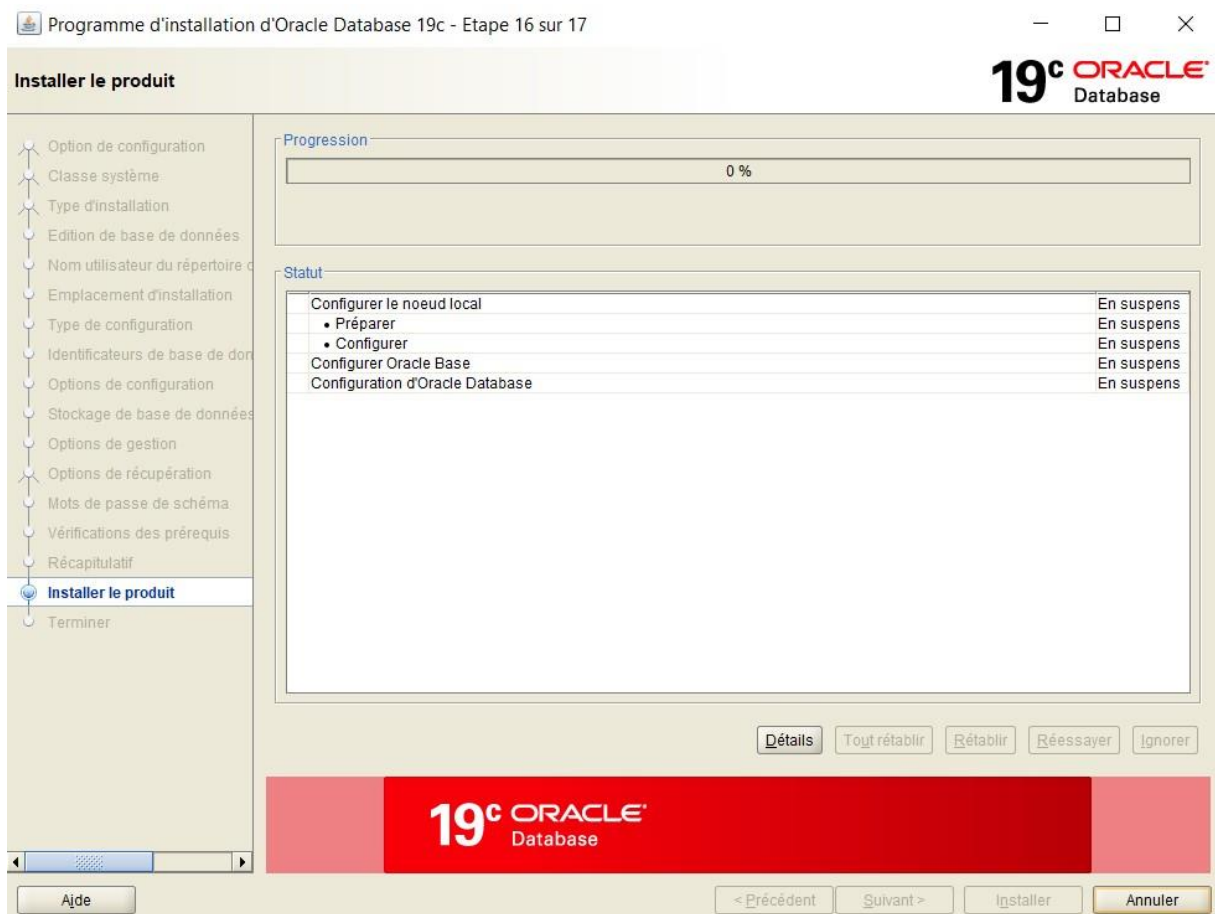 Programme d'installation d'Oracle Database 19c - Etape 16 sur 17
Installer le produit
19c ORACLE
Database
Option de configuration
Classe système
Type d'installation
Edition de base de données
Nom utilisateur du répertoire d
Emplacement d'installation
Type de configuration
Identificateurs de base de don
Options de configuration
Stockage de base de données
Options de gestion
Options de récupération
Mots de passe de schéma
Vérifications des prérequis
Récapitulatif
Installer le produit
Terminer
Progression
0 %
Statut
Configurer le noeud local En suspens
• Préparer En suspens
• Configurer En suspens
Configurer Oracle Base En suspens
Configuration d'Oracle Database En suspens
Détails Tout rétablir Rétablir Réessayer Ignorer
19c ORACLE
Database
Aide < Précédent Suivant > Installer Annuler